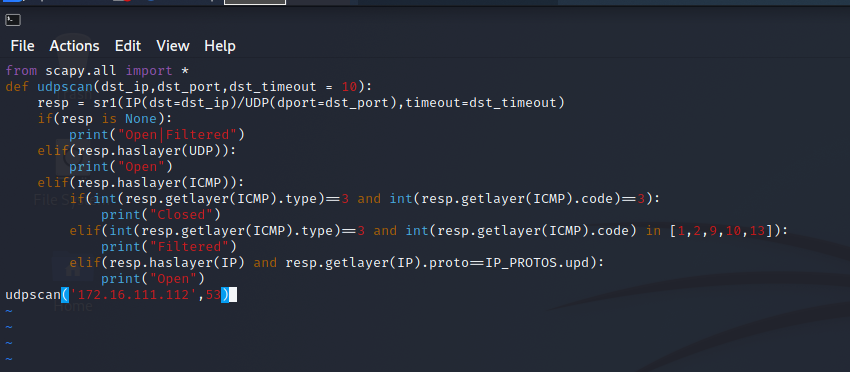 File Actions Edit View Help
from scapy.all import *
def udpscan(dst_ip,dst_port,dst_timeout = 10):
    resp = sr1(IP(dst=dst_ip)/UDP(dport=dst_port),timeout=dst_timeout)
    if(resp is None):
        print("Open|Filtered")
    elif(resp.haslayer(UDP)):
        print("Open")
    elif(resp.haslayer(ICMP)):
        if(int(resp.getlayer(ICMP).type)==3 and int(resp.getlayer(ICMP).code)==3):
            print("Closed")
        elif(int(resp.getlayer(ICMP).type)==3 and int(resp.getlayer(ICMP).code) in [1,2,9,10,13]):
            print("Filtered")
        elif(resp.haslayer(IP) and resp.getlayer(IP).proto==IP_PROTOS.upd):
            print("Open")
udpscan('172.16.111.112',53)
~
~
~
~
Home